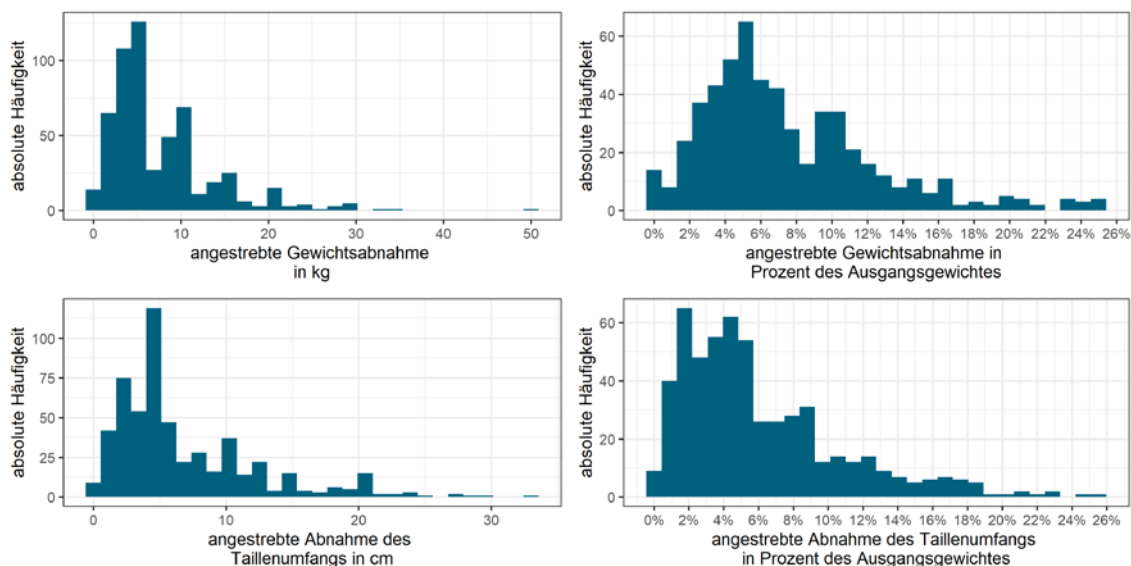 absolute Häufigkeit
100
50
0
0 10 20 30 40 50
angestrebte Gewichtsabnahme
in kg
absolute Häufigkeit
60
40
20
0
0% 2% 4% 6% 8% 10% 12% 14% 16% 18% 20% 22% 24% 26%
angestrebte Gewichtsabnahme in
Prozent des Ausgangsgewichtes
absolute Häufigkeit
100
75
50
25
0
0 10 20 30
angestrebte Abnahme des
Taillenumfangs in cm
absolute Häufigkeit
60
40
20
0
0% 2% 4% 6% 8% 10% 12% 14% 16% 18% 20% 22% 24% 26%
angestrebte Abnahme des Taillenumfangs
in Prozent des Ausgangsgewichtes